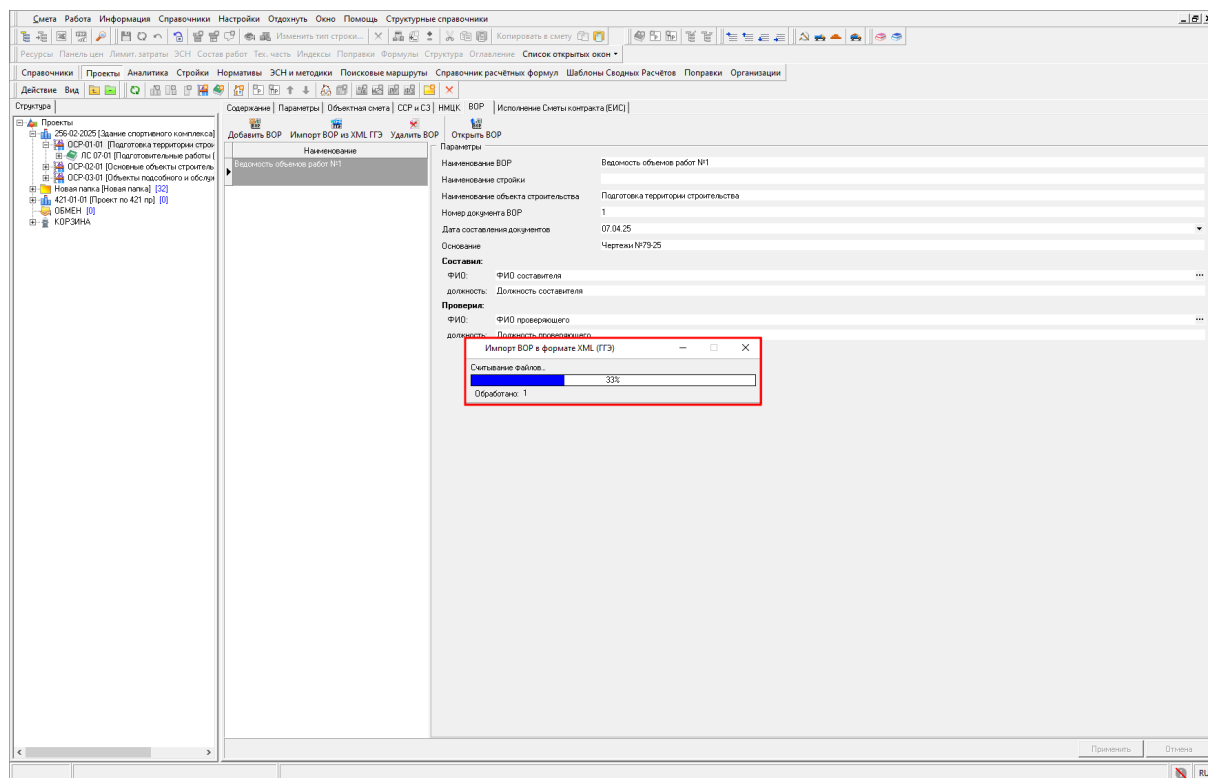 Смета Работа Информация Справочники Настройки Отдохнуть Окно Помощь Структурные справочники
Изменить тип строки... Копировать в смету
Ресурсы Панель цен Лимит. затраты ЭСН Состав работ Тех. часть Индексы Поправки Формулы Структура Оглавление Список открытых окон
Справочники Проекты Аналитика Стройки Нормативы ЭСН и методики Поисковые маршруты Справочник расчётных формул Шаблоны Сводных Расчётов Поправки Организации
Действие Вид
Структура
Проекты
256-02-2025 [Здание спортивного комплекса]
ОСР-01-01 [Подготовка территории строи
ЛС 07-01 [Подготовительные работы (
ОСР-02-01 [Основные объекты строитель
ОСР-03-01 [Объекты подсобного и обслуж
Новая папка [Новая папка] [32]
421-01-01 [Проект по 421 пр] [0]
ОБМЕН [0]
КОРЗИНА
Содержание Параметры Объектная смета ССР и СЗ НМЦК ВОР Исполнение Сметы контракта (ЕИС)
Добавить ВОР Импорт ВОР из XML ГГЭ Удалить ВОР Открыть ВОР
Наименование
Ведомость объемов работ №1
Параметры
Наименование ВОР Ведомость объемов работ №1
Наименование стройки
Наименование объекта строительства Подготовка территории строительства
Номер документа ВОР 1
Дата составления документов 07.04.25
Основание Чертежи №79-25
Составил:
ФИО: ФИО составителя
должность: Должность составителя
Проверил:
ФИО: ФИО проверяющего
должность: Должность проверяющего
Импорт ВОР в формате XML (ГГЭ)
Считывание файлов...
33%
Обработано: 1
Применить Отмена
RU